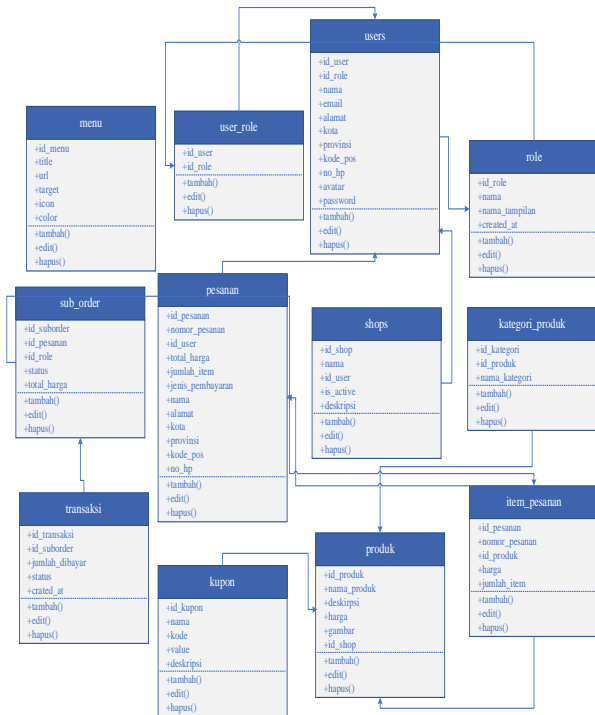 users
+id_user
+id_role
+nama
+email
+alamat
+kota
+provinsi
+kode_pos
+no_hp
+avatar
+password
+tambah()
+edit()
+hapus()
menu
+id_menu
+title
+url
+target
+icon
+color
+tambah()
+edit()
+hapus()
user_role
+id_user
+id_role
+tambah()
+edit()
+hapus()
role
+id_role
+nama
+nama_tampilan
+created_at
+tambah()
+edit()
+hapus()
sub_order
+id_suborder
+id_pesanan
+id_role
+status
+total_harga
+tambah()
+edit()
+hapus()
pesanan
+id_pesanan
+nomor_pesanan
+id_user
+total_harga
+jumlah_item
+jenis_pembayaran
+nama
+alamat
+kota
+provinsi
+kode_pos
+no_hp
+tambah()
+edit()
+hapus()
shops
+id_shop
+nama
+id_user
+is_active
+deskripsi
+tambah()
+edit()
+hapus()
kategori_produk
+id_kategori
+id_produk
+nama_kategori
+tambah()
+edit()
+hapus()
transaksi
+id_transaksi
+id_suborder
+jumlah_dibayar
+status
+crated_at
+tambah()
+edit()
+hapus()
kupon
+id_kupon
+nama
+kode
+value
+deskripsi
+tambah()
+edit()
+hapus()
produk
+id_produk
+nama_produk
+deskirpsi
+harga
+gambar
+id_shop
+tambah()
+edit()
+hapus()
item_pesanan
+id_pesanan
+nomor_pesanan
+id_produk
+harga
+jumlah_item
+tambah()
+edit()
+hapus()